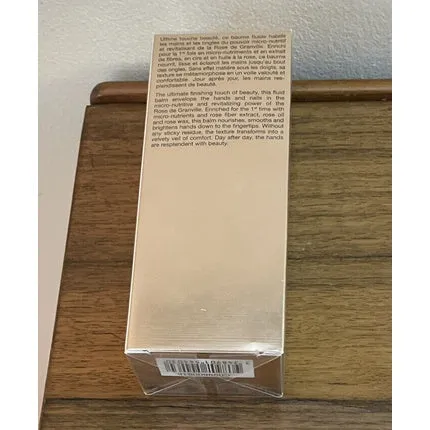 Ultime touche beauté, ce baume fluide habille
les mains et les ongles du pouvoir micro-nutritif
et revitalisant de la Rose de Granville. Enrichi
pour la 1re fois en micro-nutriments et en extrait
de fibres, en cire et en huile à la rose, ce baume
nourrit, lisse et éclaircit les mains jusqu'au bout
des ongles. Sans effet matière sous les doigts, sa
texture se métamorphose en un voile velouté et
confortable. Jour après jour, les mains res-
plendissent de beauté.
The ultimate finishing touch of beauty, this fluid
balm envelops the hands and nails in the
micro-nutritive and revitalizing power of the
Rose de Granville. Enriched for the 1st time with
micro-nutrients and rose fiber extract, rose oil
and rose wax, this balm nourishes, smooths and
brightens hands down to the fingertips. Without
any sticky residue, the texture transforms into a
velvety veil of comfort. Day after day, the hands
are resplendent with beauty.